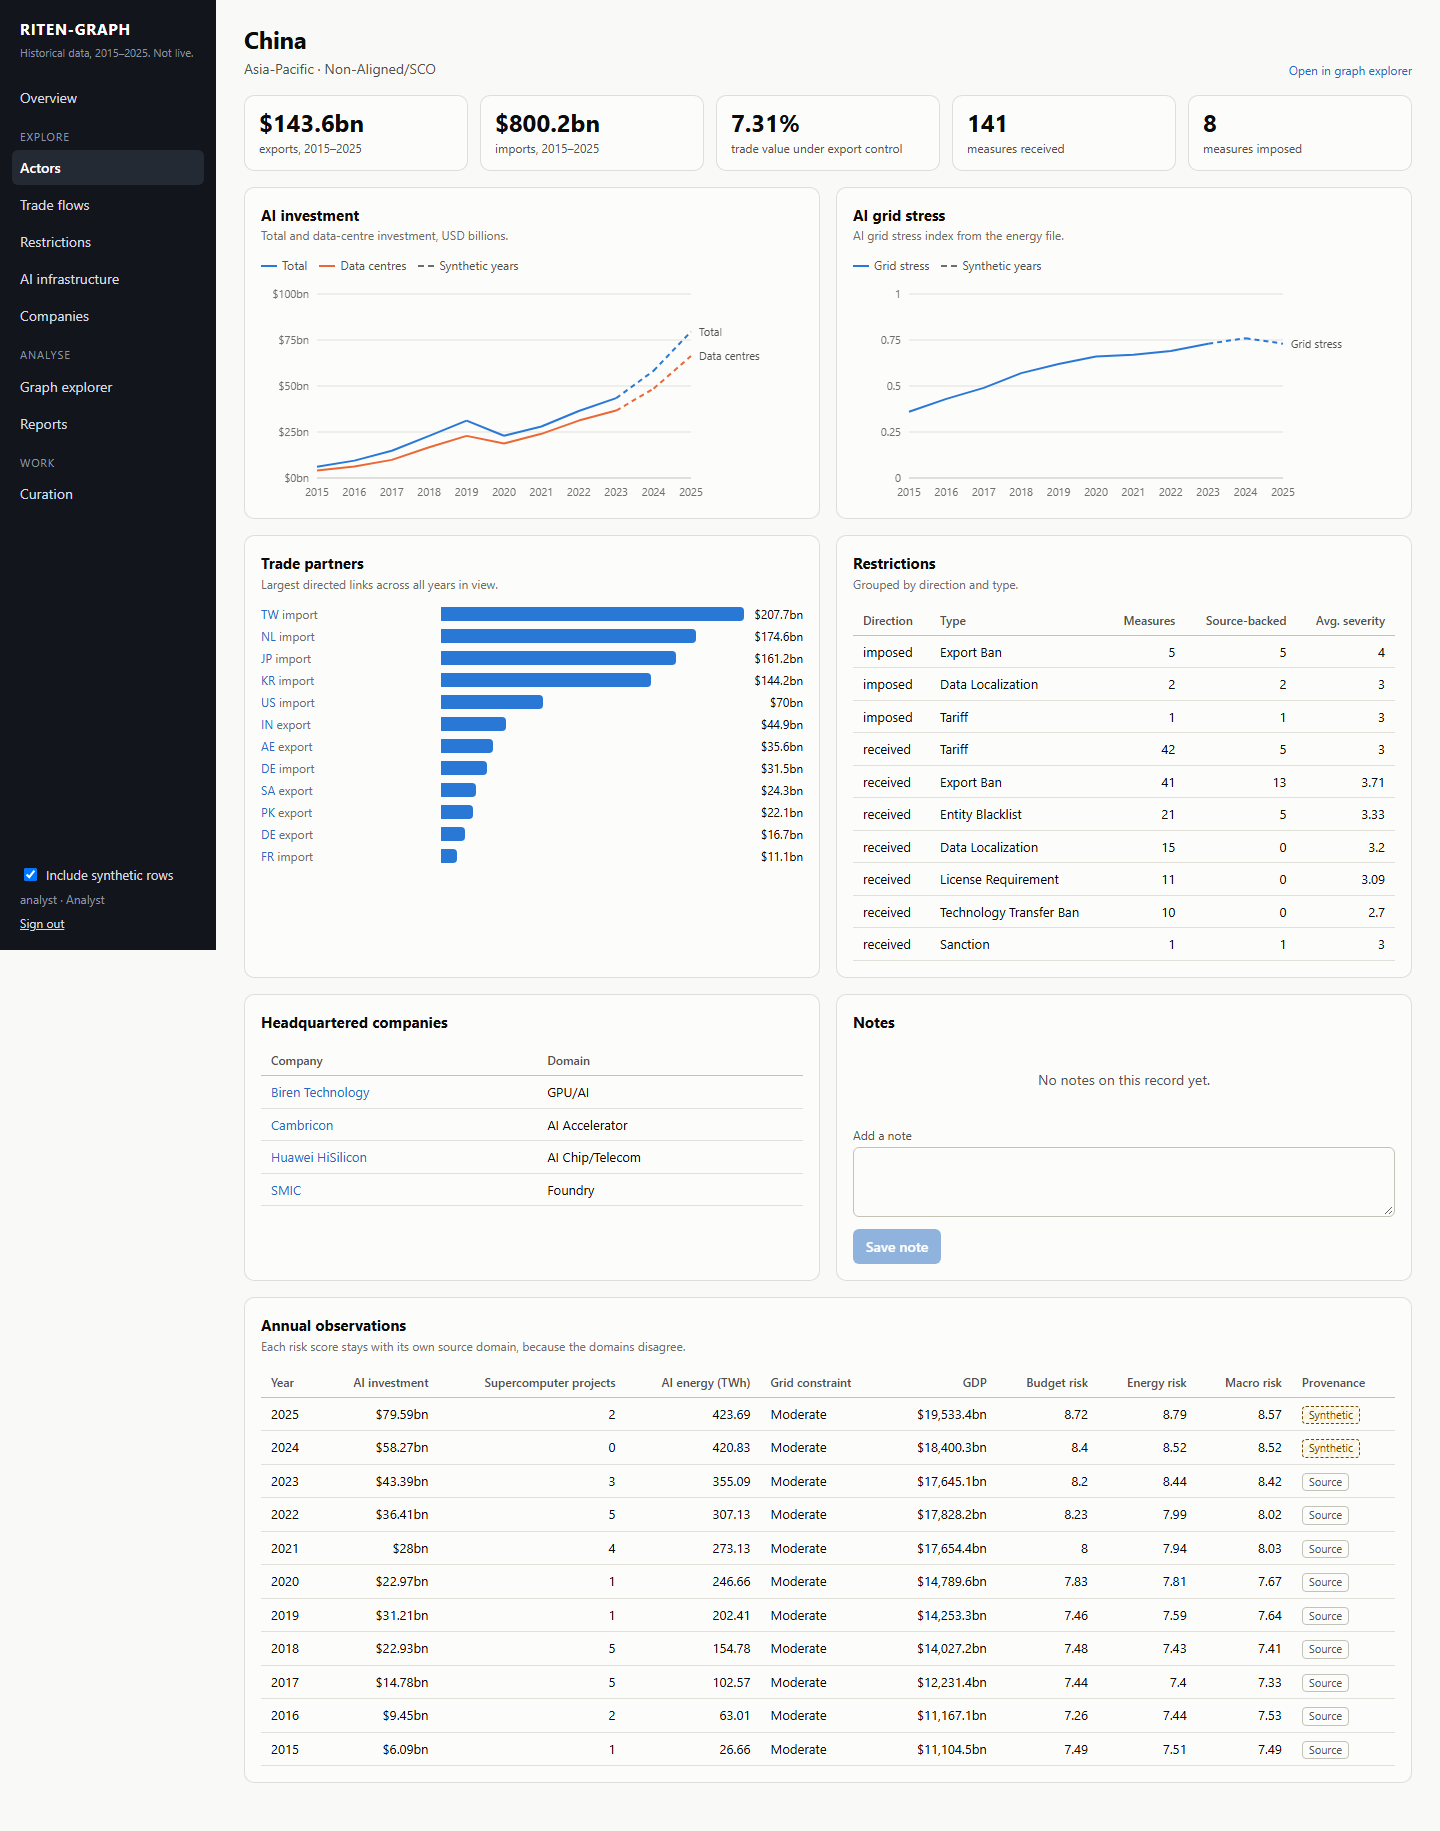 RITEN-GRAPH
Historical data, 2015–2025. Not live.
Overview
EXPLORE
Actors
Trade flows
Restrictions
AI infrastructure
Companies
ANALYSE
Graph explorer
Reports
WORK
Curation
Include synthetic rows
analyst · Analyst
Sign out
China
Asia-Pacific · Non-Aligned/SCO
Open in graph explorer
$143.6bn
exports, 2015–2025
$800.2bn
imports, 2015–2025
7.31%
trade value under export control
141
measures received
8
measures imposed
AI investment
Total and data-centre investment, USD billions.
Total Data centres Synthetic years
$100bn
$75bn
$50bn
$25bn
$0bn
Total
Data centres
2015 2016 2017 2018 2019 2020 2021 2022 2023 2024 2025
AI grid stress
AI grid stress index from the energy file.
Grid stress Synthetic years
1
0.75
0.5
0.25
0
Grid stress
2015 2016 2017 2018 2019 2020 2021 2022 2023 2024 2025
Trade partners
Largest directed links across all years in view.
TW import $207.7bn
NL import $174.6bn
JP import $161.2bn
KR import $144.2bn
US import $70bn
IN export $44.9bn
AE export $35.6bn
DE import $31.5bn
SA export $24.3bn
PK export $22.1bn
DE export $16.7bn
FR import $11.1bn
Restrictions
Grouped by direction and type.
Direction Type Measures Source-backed Avg. severity
imposed Export Ban 5 5 4
imposed Data Localization 2 2 3
imposed Tariff 1 1 3
received Tariff 42 5 3
received Export Ban 41 13 3.71
received Entity Blacklist 21 5 3.33
received Data Localization 15 0 3.2
received License Requirement 11 0 3.09
received Technology Transfer Ban 10 0 2.7
received Sanction 1 1 3
Headquartered companies
Company Domain
Biren Technology GPU/AI
Cambricon AI Accelerator
Huawei HiSilicon AI Chip/Telecom
SMIC Foundry
Notes
No notes on this record yet.
Add a note
Save note
Annual observations
Each risk score stays with its own source domain, because the domains disagree.
Year AI investment Supercomputer projects AI energy (TWh) Grid constraint GDP Budget risk Energy risk Macro risk Provenance
2025 $79.59bn 2 423.69 Moderate $19,533.4bn 8.72 8.79 8.57 Synthetic
2024 $58.27bn 0 420.83 Moderate $18,400.3bn 8.4 8.52 8.52 Synthetic
2023 $43.39bn 3 355.09 Moderate $17,645.1bn 8.2 8.44 8.42 Source
2022 $36.41bn 5 307.13 Moderate $17,828.2bn 8.23 7.99 8.02 Source
2021 $28bn 4 273.13 Moderate $17,654.4bn 8 7.94 8.03 Source
2020 $22.97bn 1 246.66 Moderate $14,789.6bn 7.83 7.81 7.67 Source
2019 $31.21bn 1 202.41 Moderate $14,253.3bn 7.46 7.59 7.64 Source
2018 $22.93bn 5 154.78 Moderate $14,027.2bn 7.48 7.43 7.41 Source
2017 $14.78bn 5 102.57 Moderate $12,231.4bn 7.44 7.4 7.33 Source
2016 $9.45bn 2 63.01 Moderate $11,167.1bn 7.26 7.44 7.53 Source
2015 $6.09bn 1 26.66 Moderate $11,104.5bn 7.49 7.51 7.49 Source